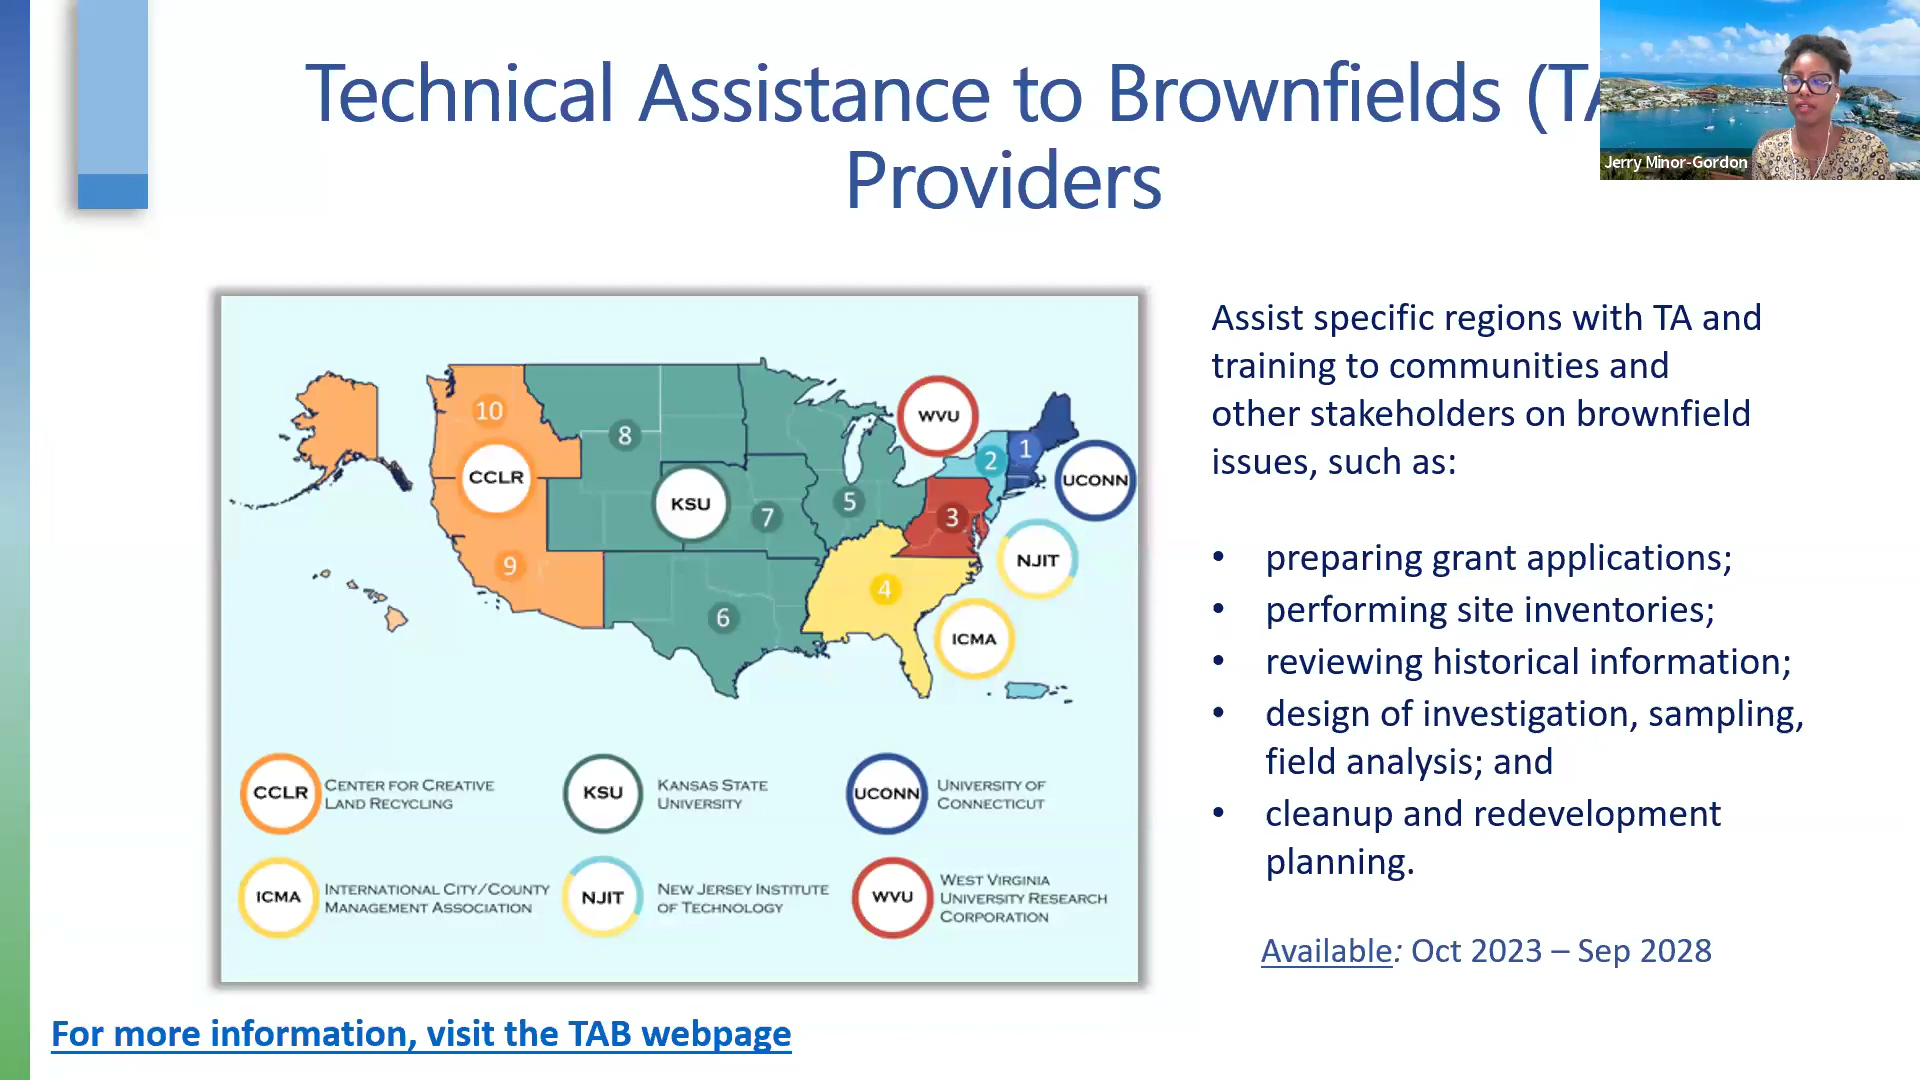 Technical Assistance to Brownfields (TA
Providers
Jerry Minor-Gordon
Assist specific regions with TA and
training to communities and
other stakeholders on brownfield
issues, such as:
• preparing grant applications;
• performing site inventories;
• reviewing historical information;
• design of investigation, sampling,
field analysis; and
• cleanup and redevelopment
planning.
Available: Oct 2023 – Sep 2028
10
8
WVU
2
1
CCLR
UCONN
KSU
7
5
3
9
NJIT
4
6
ICMA
CCLR
CENTER FOR CREATIVE
LAND RECYCLING
KSU
KANSAS STATE
UNIVERSITY
UCONN
UNIVERSITY OF
CONNECTICUT
ICMA
INTERNATIONAL CITY/COUNTY
MANAGEMENT ASSOCIATION
NJIT
NEW JERSEY INSTITUTE
OF TECHNOLOGY
WVU
WEST VIRGINIA
UNIVERSITY RESEARCH
CORPORATION
For more information, visit the TAB webpage